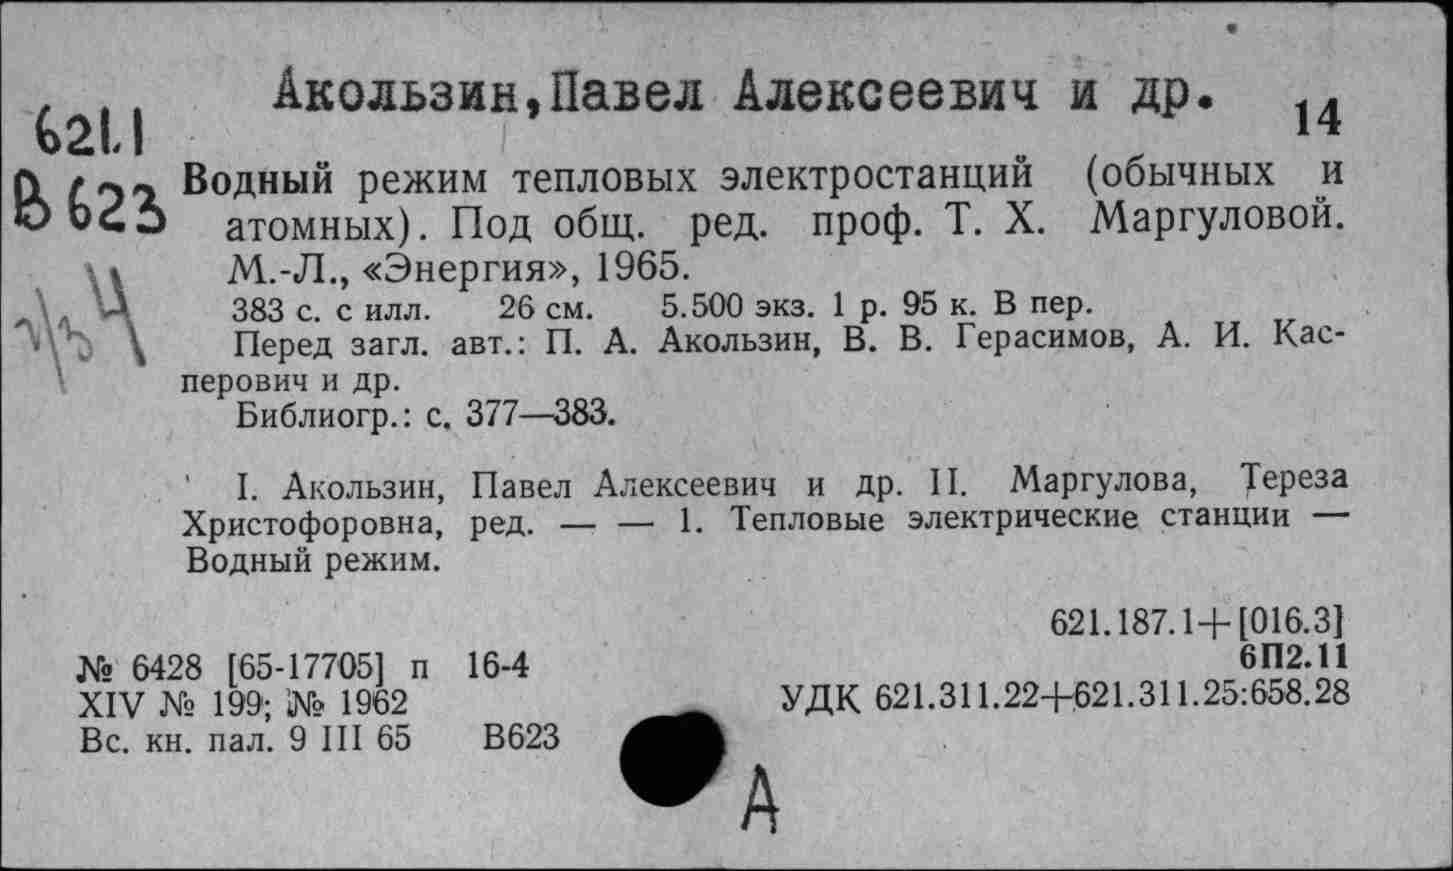 Акользин, Павел Алексеевич и др.
14
621.1
В623
Водный режим тепловых электростанций (обычных и
атомных). Под общ. ред. проф. Т. Х. Маргуловой.
М.-Л., «Энергия», 1965.
383 с. с илл. 26 см. 5.500 экз. 1 р. 95 к. В пер.
Перед загл. авт.: П. А. Акользин, В. В. Герасимов, А. И. Кас-
перович и др.
Библиогр.: с. 377—383.
I. Акользин, Павел Алексеевич и др. II. Маргулова, Тереза
Христофоровна, ред. — — 1. Тепловые электрические станции —
Водный режим.
621.187.1+[016.3]
6П2.11
№ 6428 [65-17705] п 16-4
XIV № 199; № 1962
УДК 621.311.22+621.311.25:658.28
Вс. кн. пал. 9 III 65 В623
А